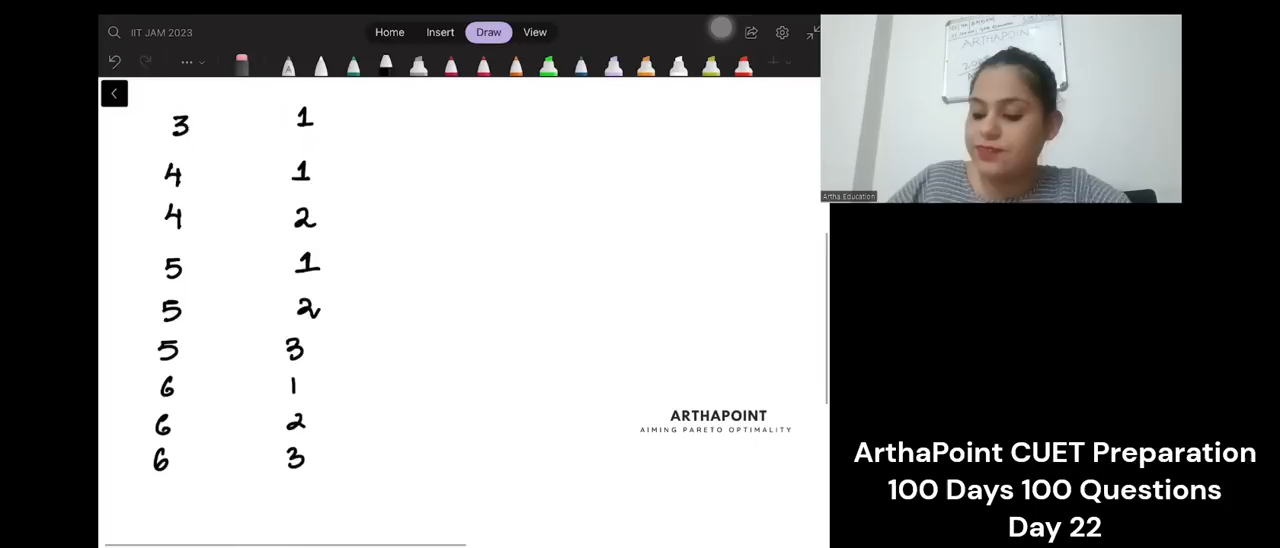 IIT JAM 2023
Home Insert Draw View
ARTHAPOINT
Artha Education
3 1
4 1
4 2
5 1
5 2
5 3
6 1
6 2
6 3
ARTHAPOINT
AIMING PARETO OPTIMALITY
ArthaPoint CUET Preparation
100 Days 100 Questions
Day 22